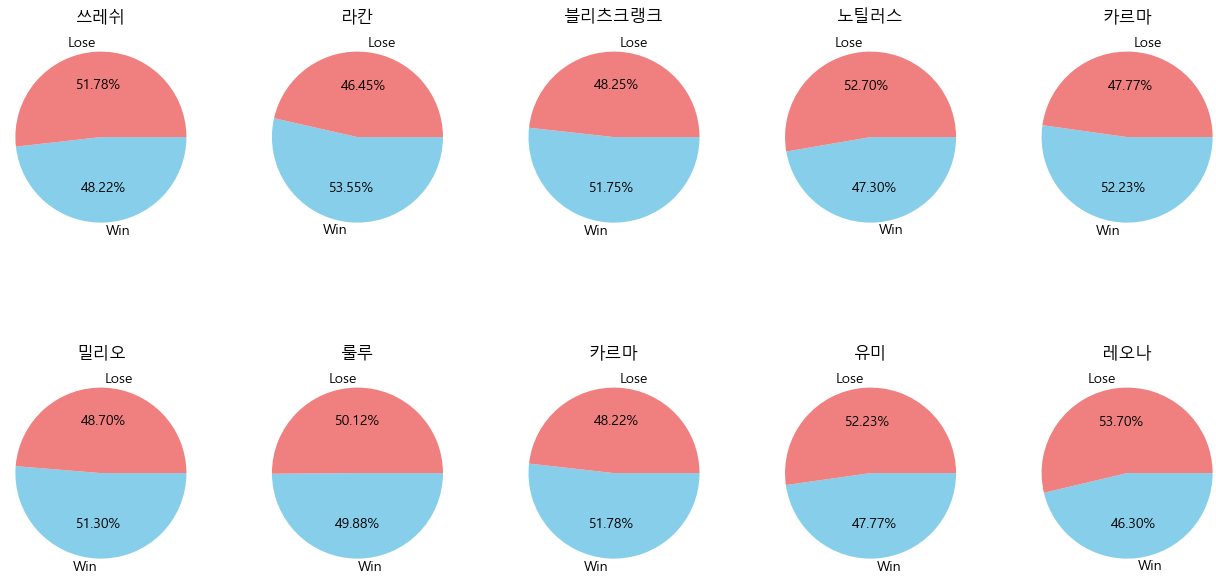 쓰레쉬
Lose
51.78%
48.22%
Win
라칸
Lose
46.45%
53.55%
Win
블리츠크랭크
Lose
48.25%
51.75%
Win
노틸러스
Lose
52.70%
47.30%
Win
카르마
Lose
47.77%
52.23%
Win
밀리오
Lose
48.70%
51.30%
Win
룰루
Lose
50.12%
49.88%
Win
카르마
Lose
48.22%
51.78%
Win
유미
Lose
52.23%
47.77%
Win
레오나
Lose
53.70%
46.30%
Win